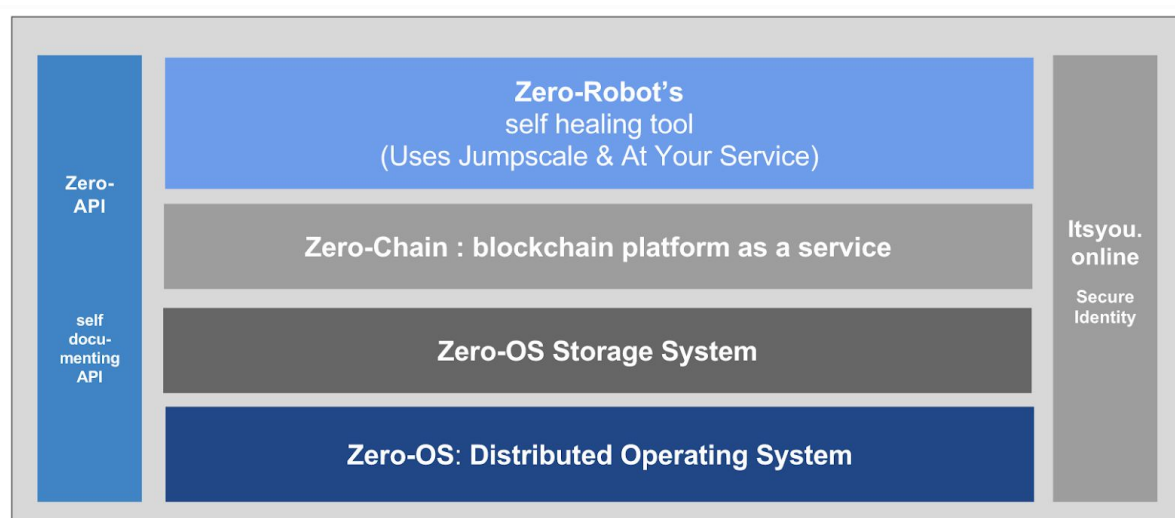 Zero-
API
self
docu-
menting
API
Zero-Robot's
self healing tool
(Uses Jumpscale & At Your Service)
Zero-Chain : blockchain platform as a service
Zero-OS Storage System
Zero-OS: Distributed Operating System
Itsyou.
online
Secure
Identity